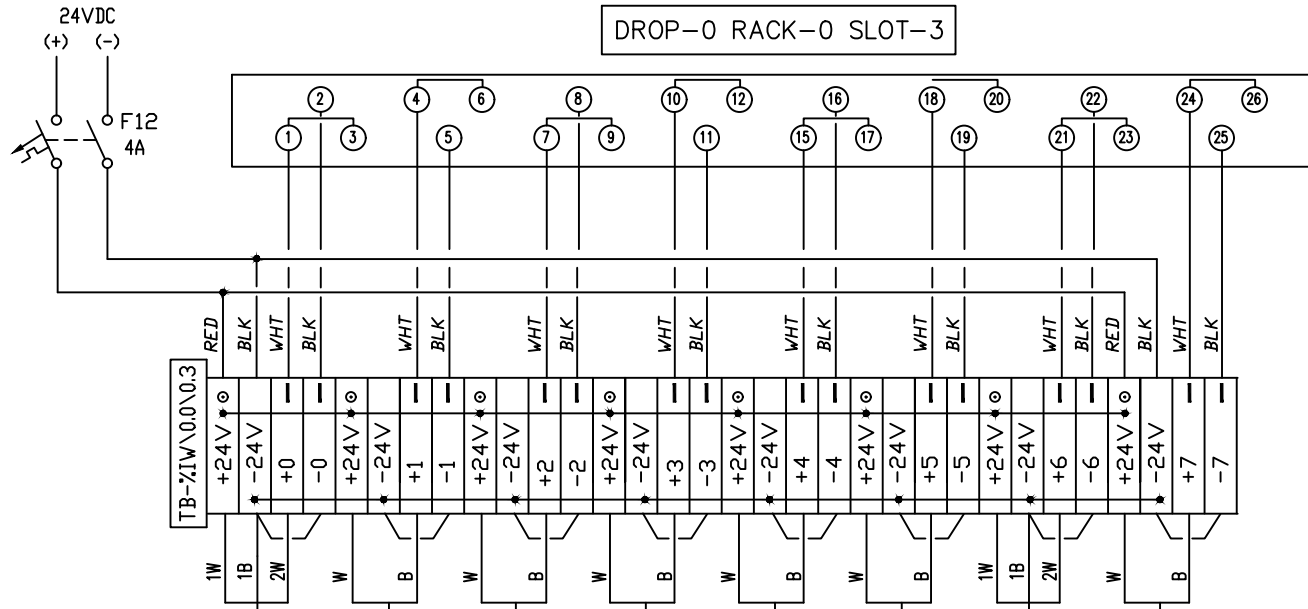 24VDC
(+) (-)
DROP-0 RACK-0 SLOT-3
2 4 6 8 10 12 16 18 20 22 24 26
F12
4A
1 3 5 7 9 11 15 17 19 21 23 25
RED BLK WHT BLK WHT BLK WHT BLK WHT BLK WHT BLK WHT BLK WHT BLK RED BLK WHT BLK
TB-%IW\0.0\0.3
+24V -24V +0 -0 +24V -24V +1 -1 +24V -24V +2 -2 +24V -24V +3 -3 +24V -24V +4 -4 +24V -24V +5 -5 +24V -24V +6 -6 +24V -24V +7 -7
1W 1B 2W W B W B W B W B W B 1W 1B 2W W B